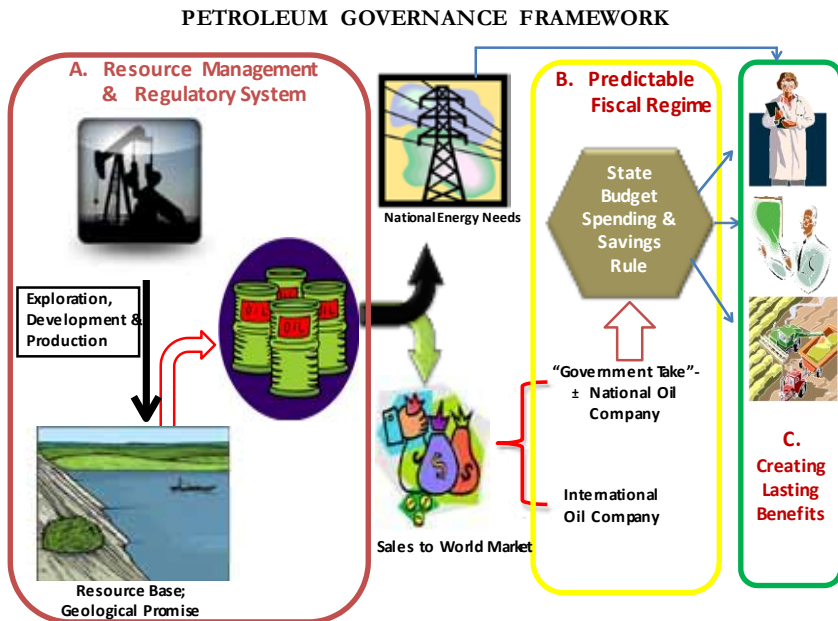 PETROLEUM GOVERNANCE FRAMEWORK
A. Resource Management
& Regulatory System
Exploration,
Development &
Production
OIL
OIL
OIL
Resource Base;
Geological Promise
National Energy Needs
$
$
$
Sales to World Market
B. Predictable
Fiscal Regime
State
Budget
Spending &
Savings
Rule
“Government Take”-
± National Oil
Company
International
Oil Company
C.
Creating
Lasting
Benefits